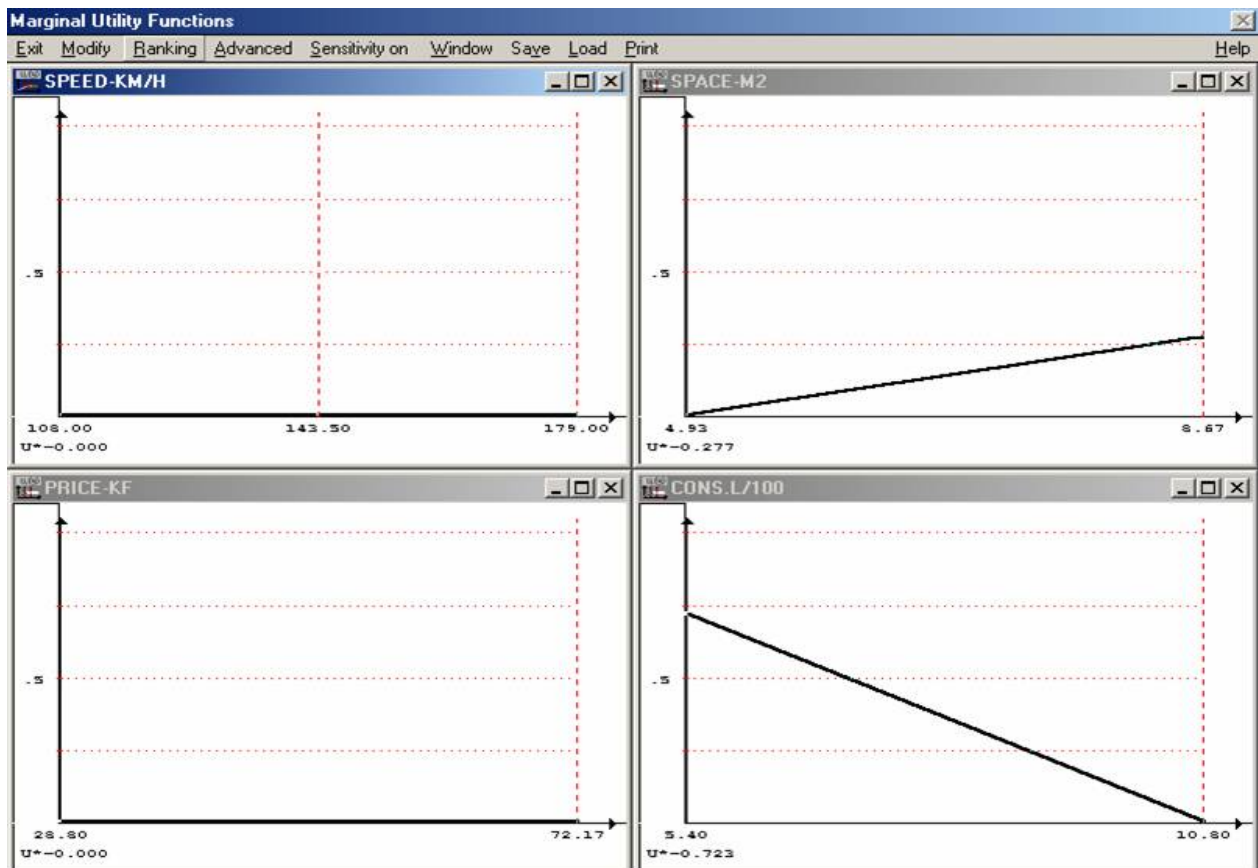 Marginal Utility Functions
Exit Modify Ranking Advanced Sensitivity on Window Save Load Print Help
SPEED-KM/H
.5
108.00 143.50 179.00
U*-0.000
SPACE-M2
.5
4.93 8.67
U*-0.277
PRICE-KF
.5
28.80 72.17
U*-0.000
CONS.L/100
.5
5.40 10.80
U*-0.723